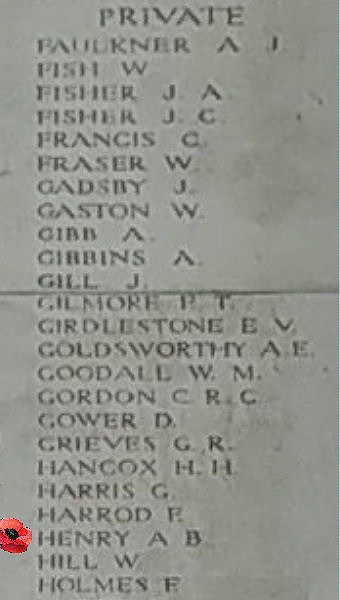 PRIVATE
FAULKNER A. J.
FISH W.
FISHER J. A.
FISHER J. C.
FRANCIS C.
FRASER W.
GADSBY J.
GASTON W.
GIBB A.
GIBBINS A.
GILL J.
GILMORE P. T.
GIRDLESTONE E. V.
GOLDSWORTHY A. E.
GOODALL W. M.
GORDON C. R. G.
GOWER D.
GRIEVES G. R.
HANCOX H. H.
HARRIS G.
HARROD F.
HENRY A. B.
HILL W.
HOLMES F.